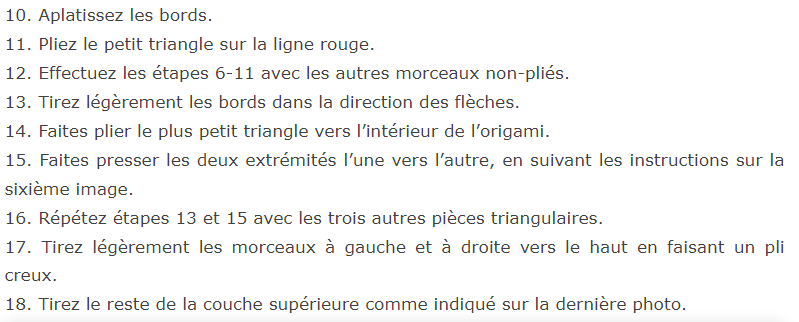 10. Aplatissez les bords.
11. Pliez le petit triangle sur la ligne rouge.
12. Effectuez les étapes 6-11 avec les autres morceaux non-pliés.
13. Tirez légèrement les bords dans la direction des flèches.
14. Faites plier le plus petit triangle vers l’intérieur de l’origami.
15. Faites presser les deux extrémités l’une vers l’autre, en suivant les instructions sur la
sixième image.
16. Répétez étapes 13 et 15 avec les trois autres pièces triangulaires.
17. Tirez légèrement les morceaux à gauche et à droite vers le haut en faisant un pli
creux.
18. Tirez le reste de la couche supérieure comme indiqué sur la dernière photo.